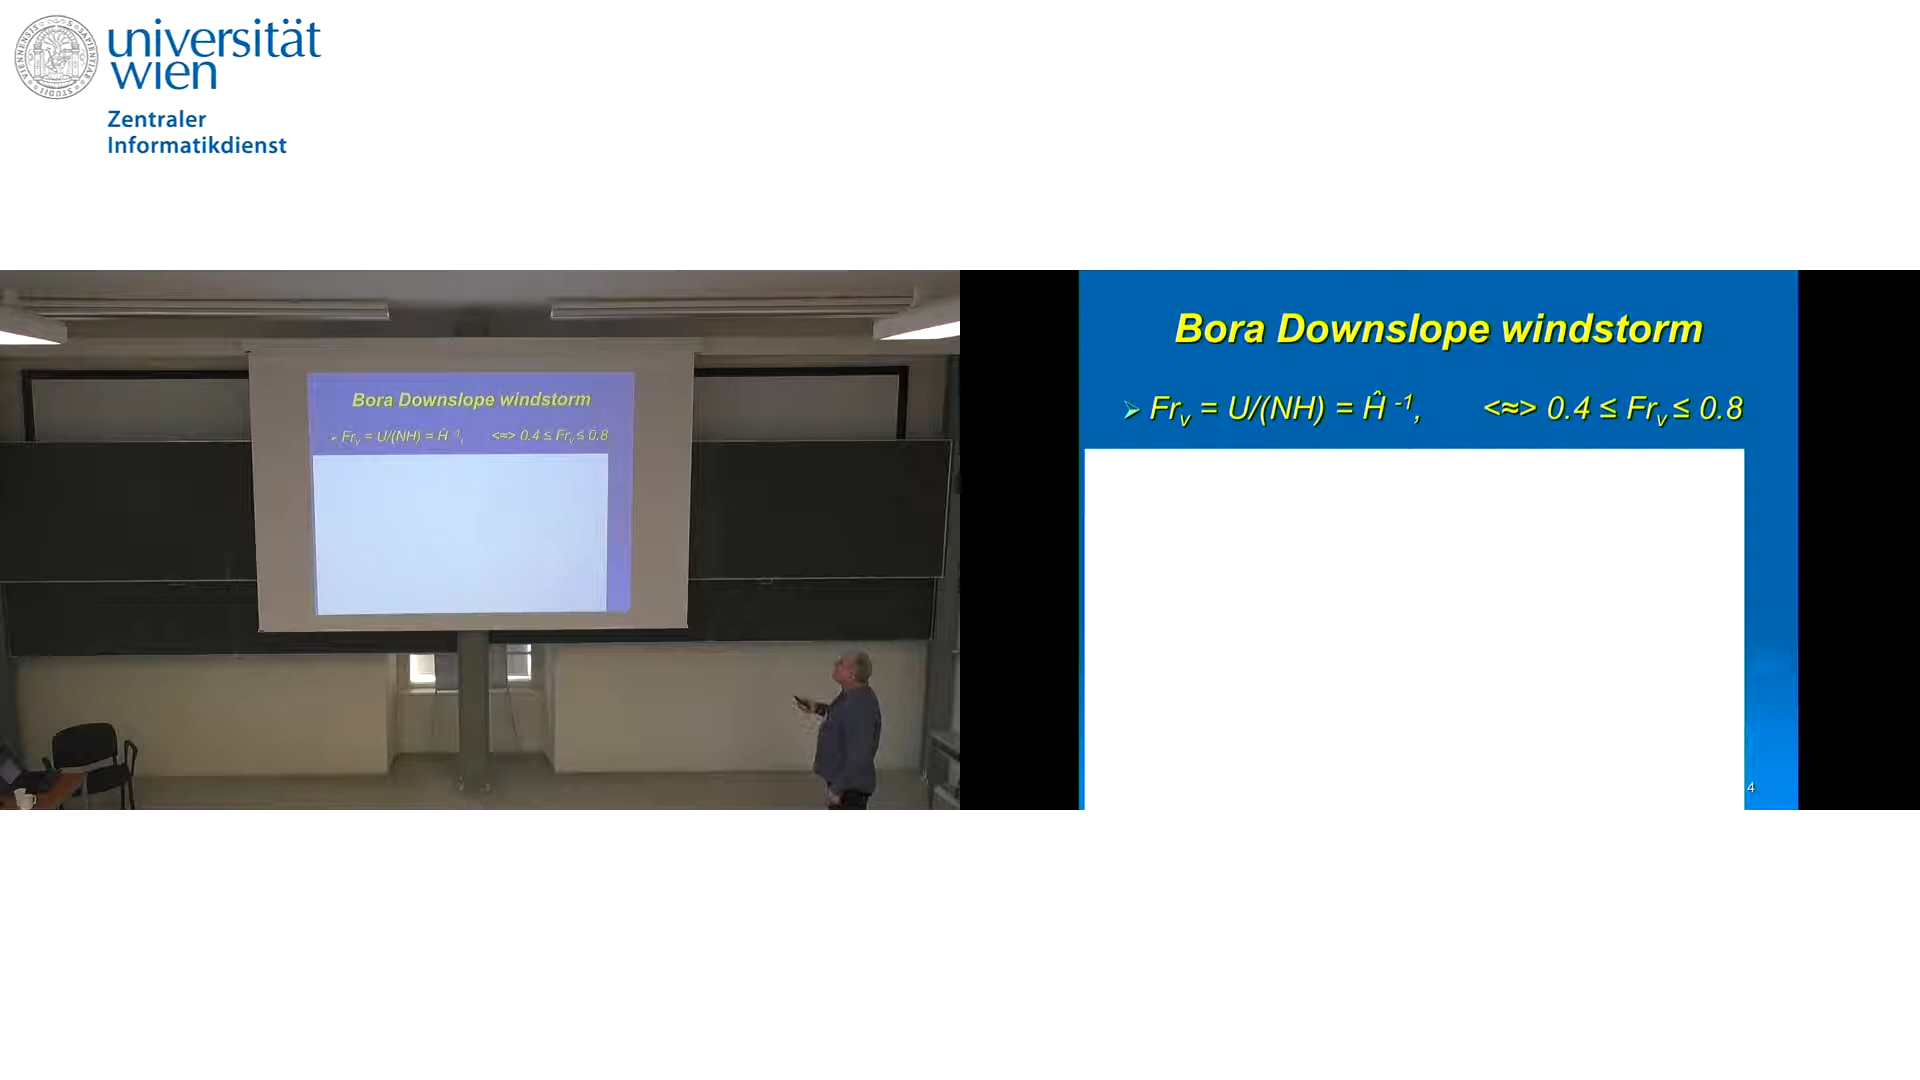 universität
wien
Zentraler
Informatikdienst
Bora Downslope windstorm
Fr_v = U/(NH) = Ĥ ⁻¹, <≈> 0.4 ≤ Fr_v ≤ 0.8
Bora Downslope windstorm
➢ Fr_v = U/(NH) = Ĥ ⁻¹, <≈> 0.4 ≤ Fr_v ≤ 0.8
4